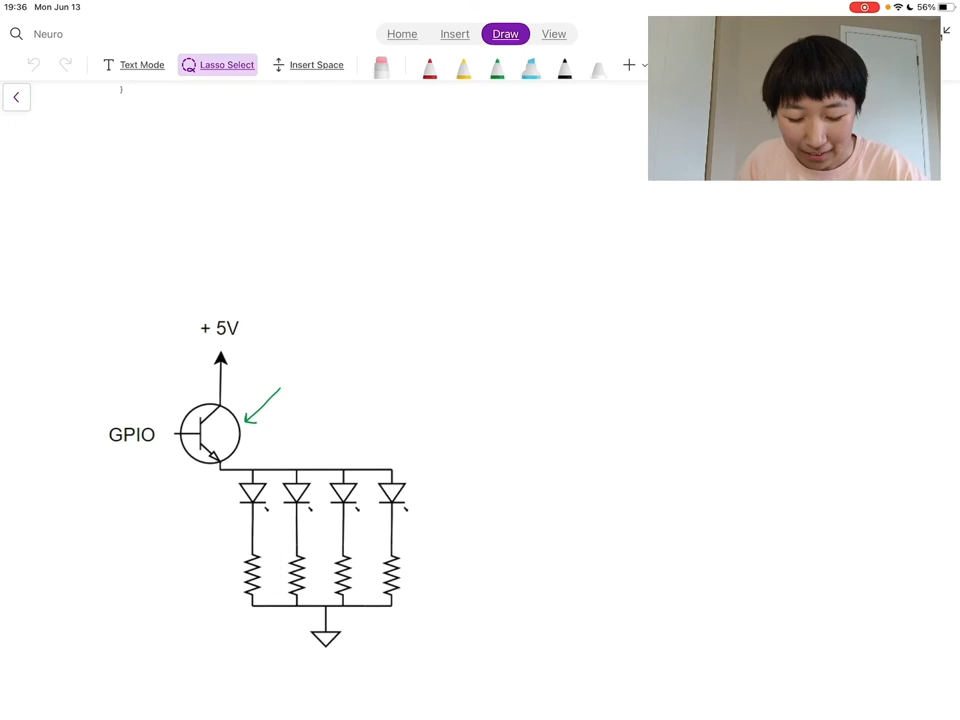 19:36 Mon Jun 13
56%
Neuro
Home Insert Draw View
Text Mode Lasso Select Insert Space
}
+ 5V
GPIO